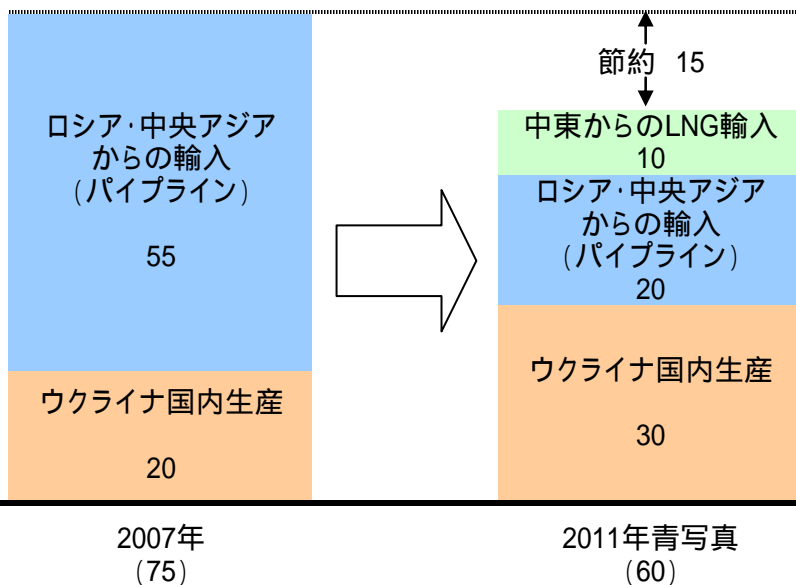 ロシア・中央アジア
からの輸入
(パイプライン)
55
ウクライナ国内生産
20
2007年
(75)
節約 15
中東からのLNG輸入
10
ロシア・中央アジア
からの輸入
(パイプライン)
20
ウクライナ国内生産
30
2011年青写真
(60)